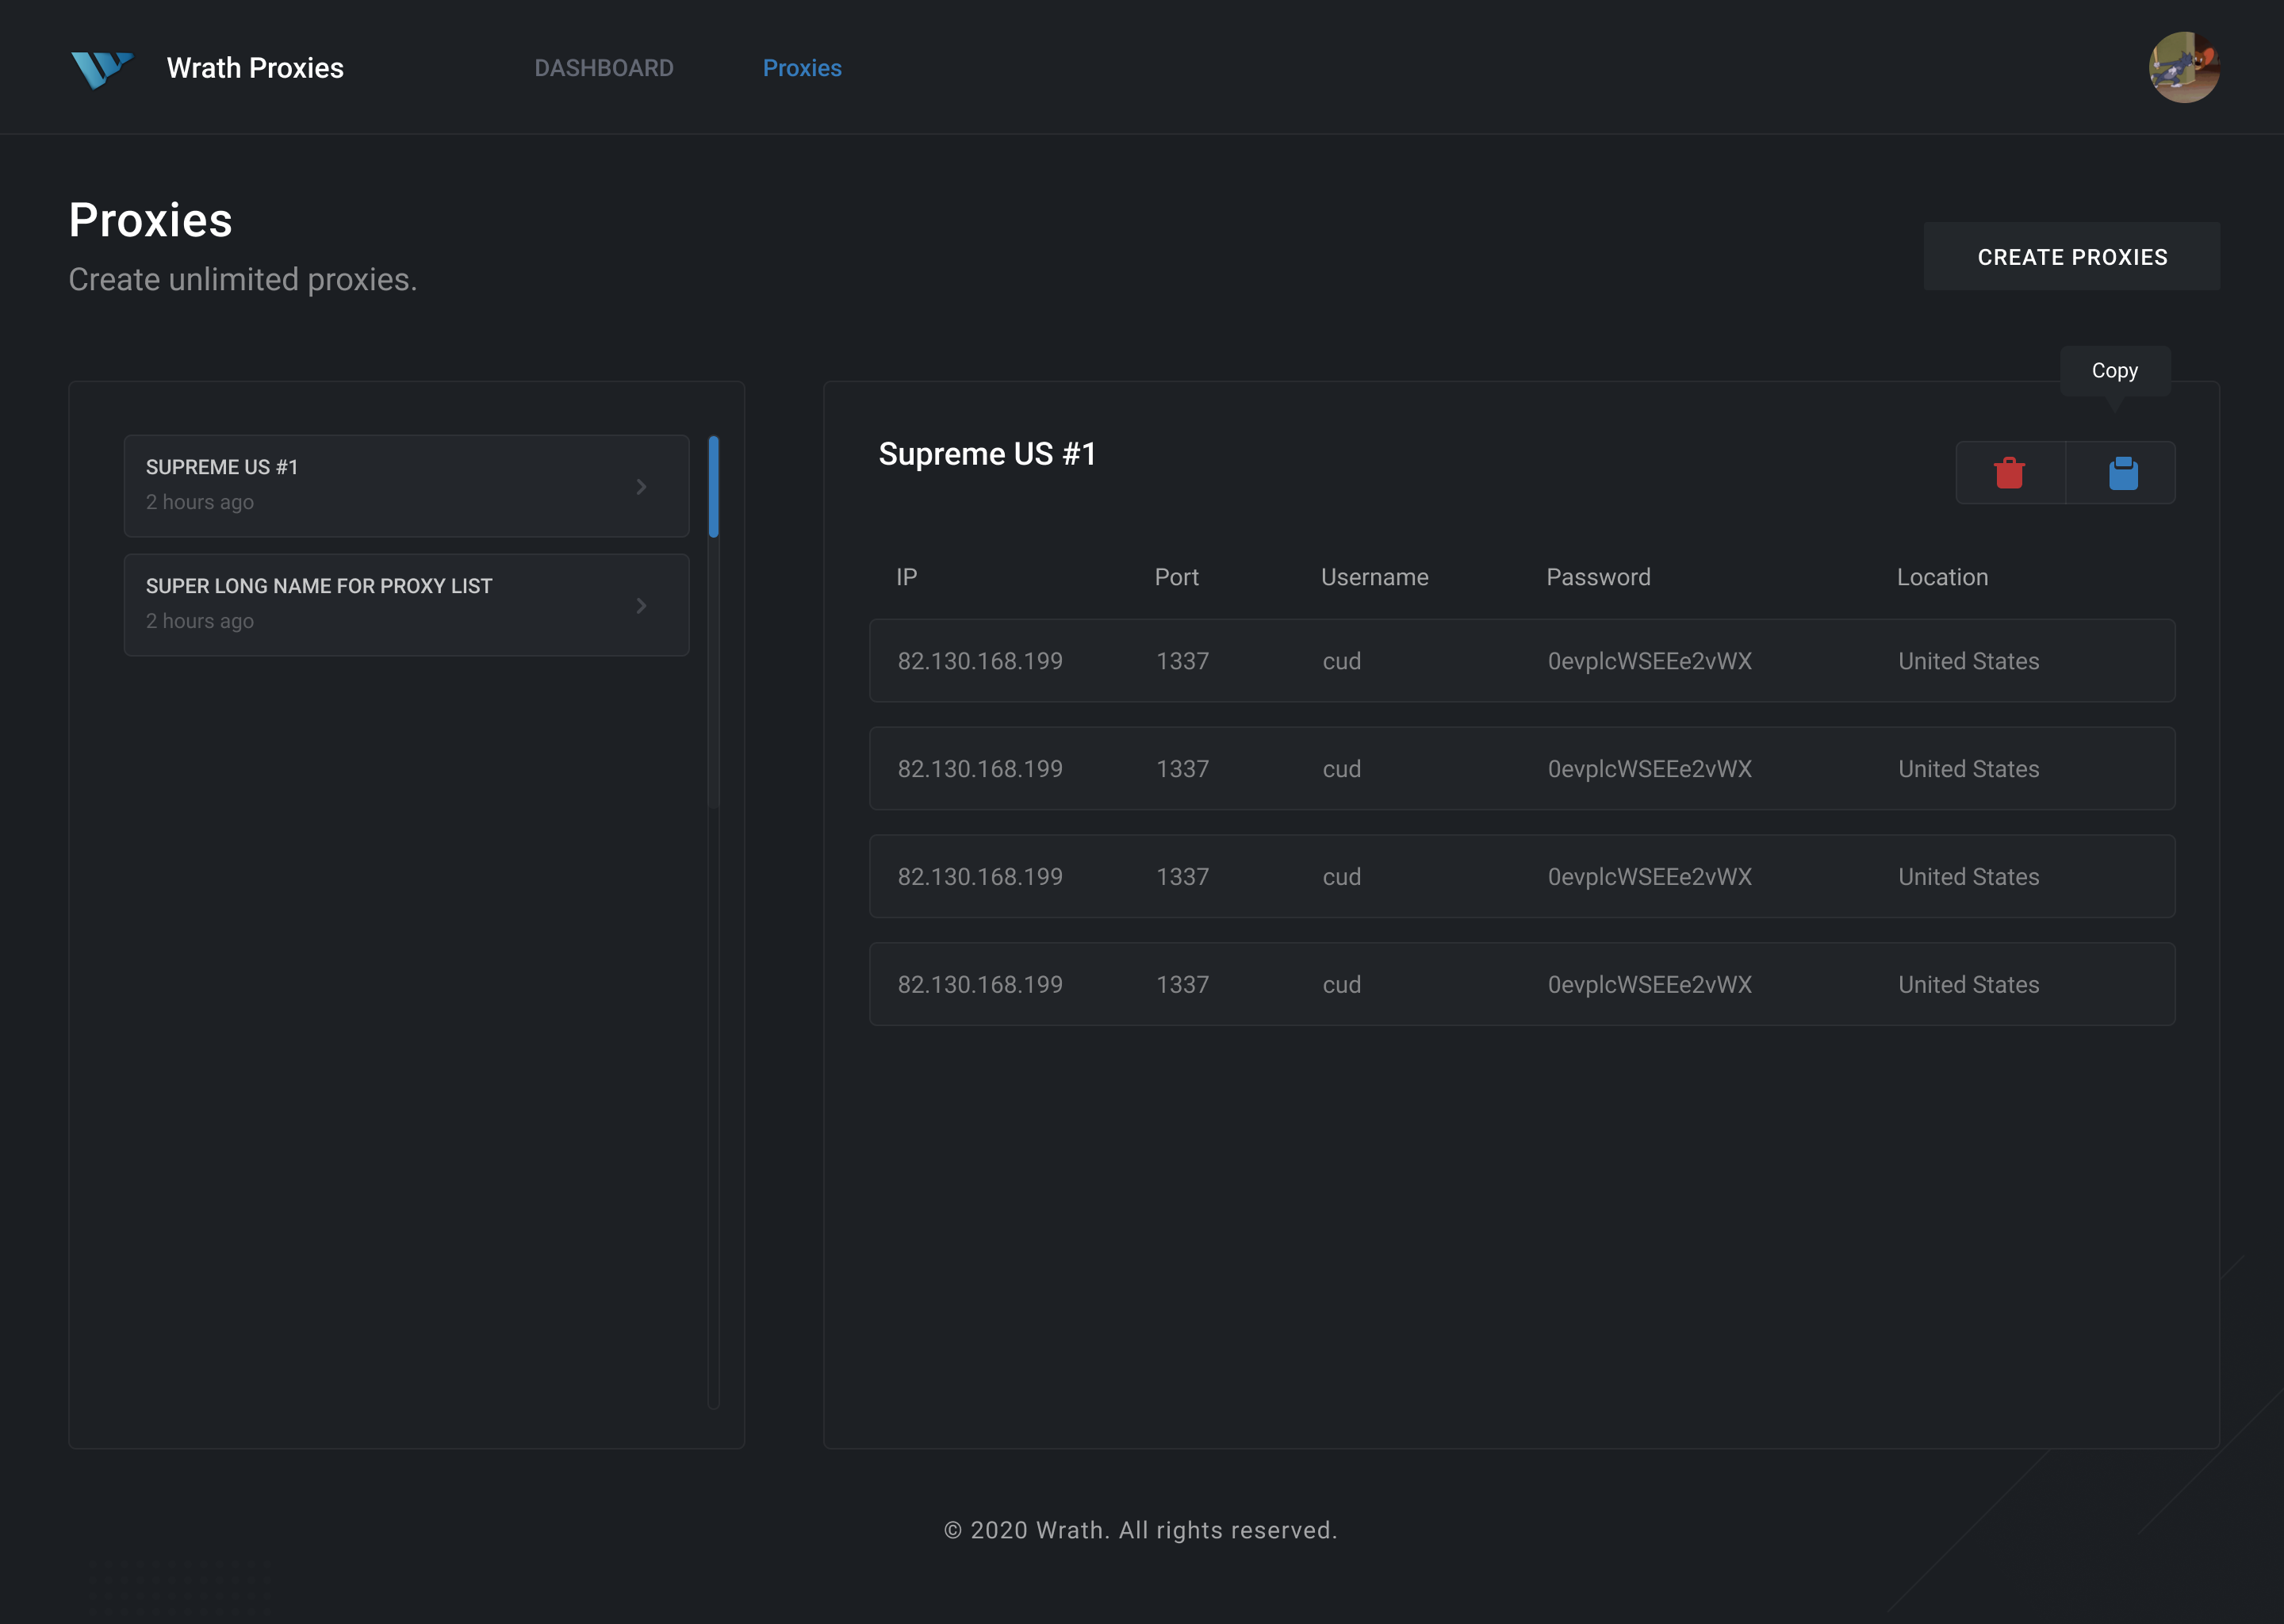 Wrath Proxies
DASHBOARD
Proxies
Proxies
Create unlimited proxies.
CREATE PROXIES
Copy
SUPREME US #1
2 hours ago
SUPER LONG NAME FOR PROXY LIST
2 hours ago
Supreme US #1
IP Port Username Password Location
82.130.168.199 1337 cud 0evplcWSEEe2vWX United States
82.130.168.199 1337 cud 0evplcWSEEe2vWX United States
82.130.168.199 1337 cud 0evplcWSEEe2vWX United States
82.130.168.199 1337 cud 0evplcWSEEe2vWX United States
© 2020 Wrath. All rights reserved.